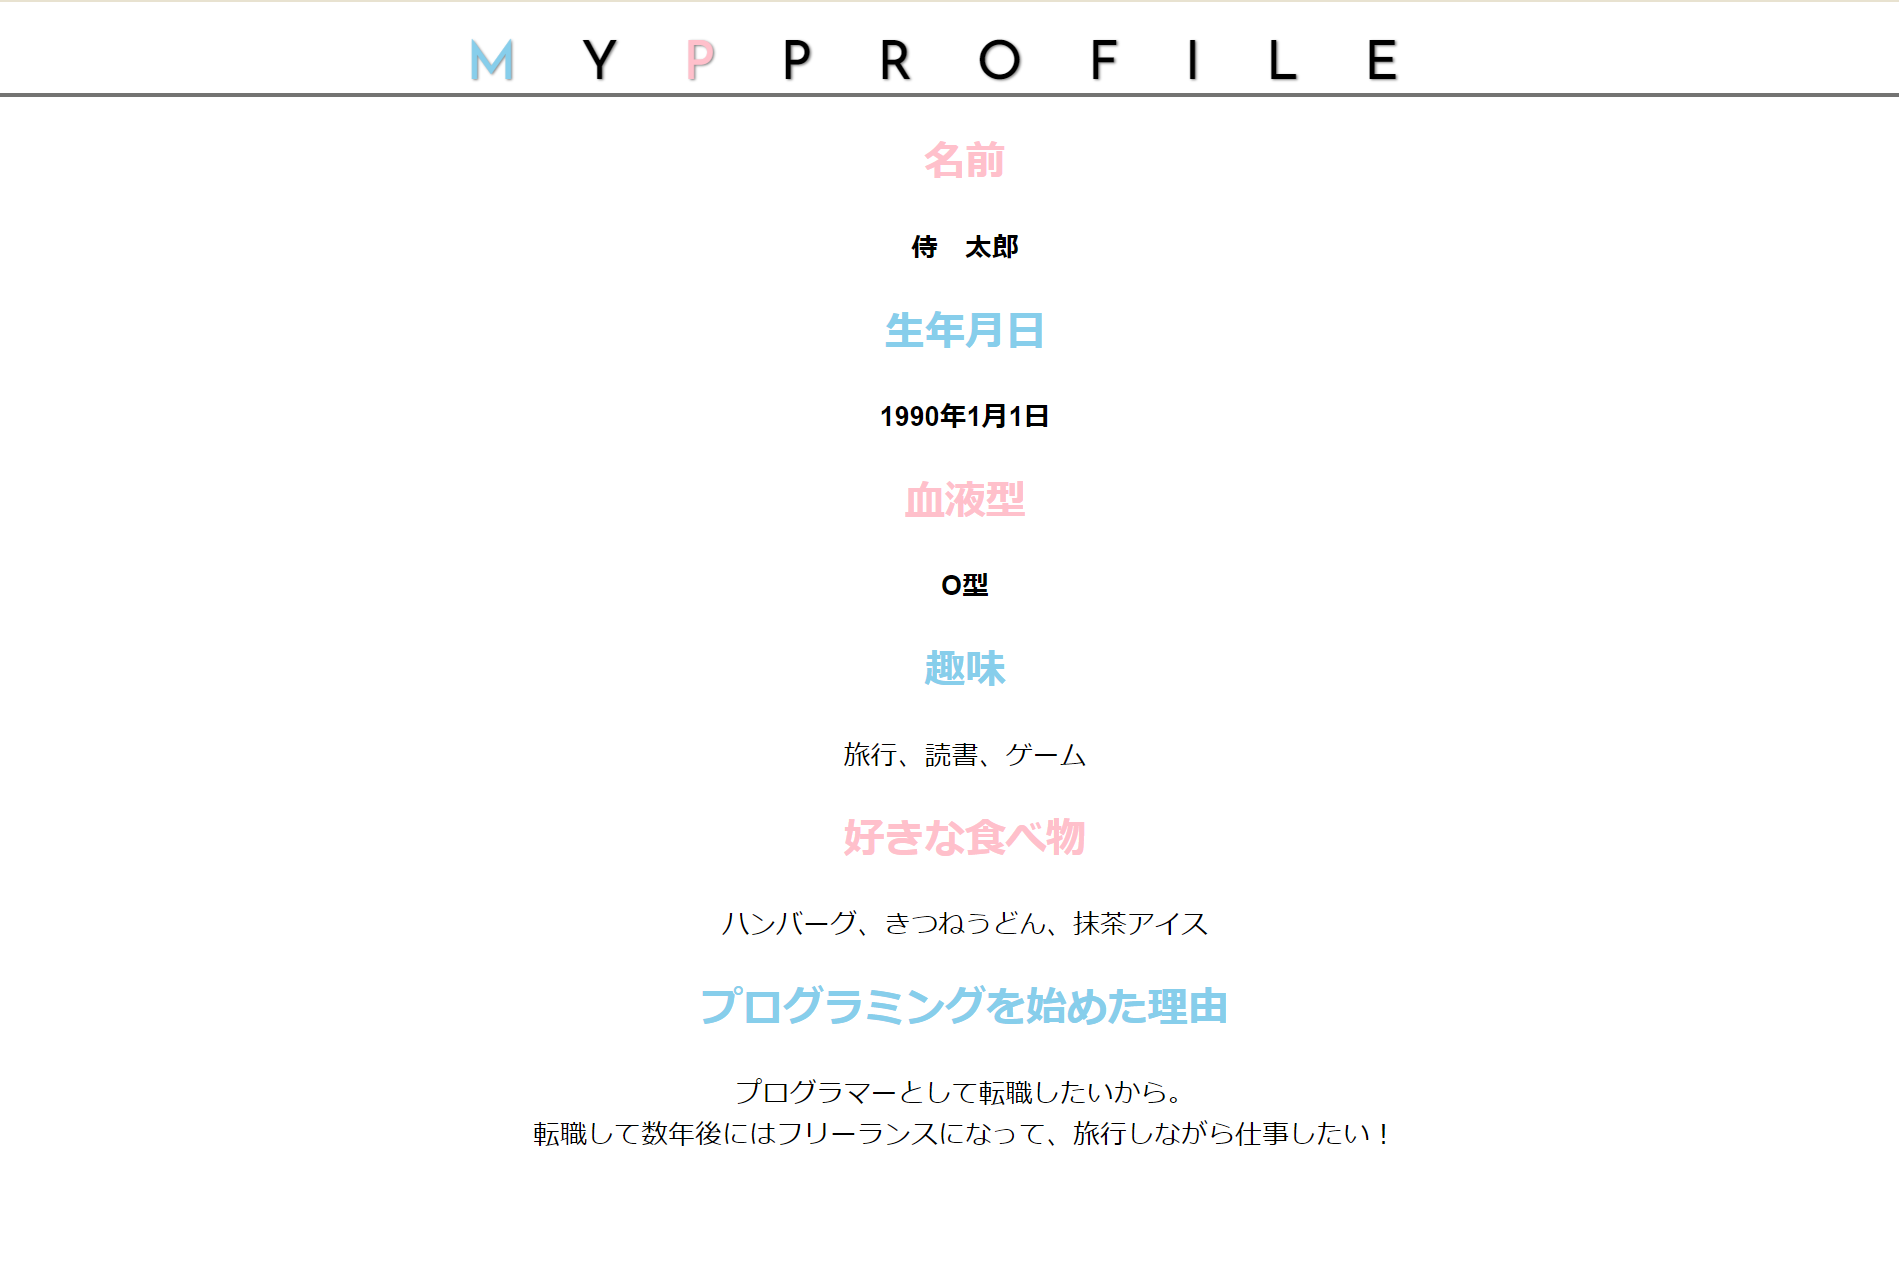 MYPPROFILE
名前
侍　太郎
生年月日
1990年1月1日
血液型
O型
趣味
旅行、読書、ゲーム
好きな食べ物
ハンバーグ、きつねうどん、抹茶アイス
プログラミングを始めた理由
プログラマーとして転職したいから。
転職して数年後にはフリーランスになって、旅行しながら仕事したい！